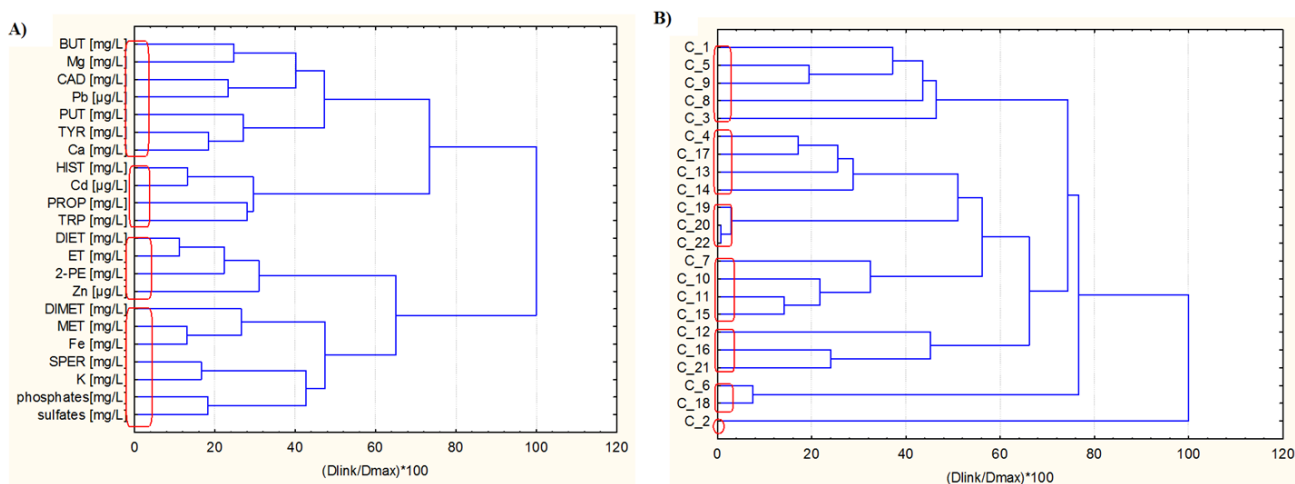 A)
BUT [mg/L]
Mg [mg/L]
CAD [mg/L]
Pb [µg/L]
PUT [mg/L]
TYR [mg/L]
Ca [mg/L]
HIST [mg/L]
Cd [µg/L]
PROP [mg/L]
TRP [mg/L]
DIET [mg/L]
ET [mg/L]
2-PE [mg/L]
Zn [µg/L]
DIMET [mg/L]
MET [mg/L]
Fe [mg/L]
SPER [mg/L]
K [mg/L]
phosphates[mg/L]
sulfates[mg/L]
0 20 40 60 80 100 120
(Dlink/Dmax)*100
B)
C_1
C_5
C_9
C_8
C_3
C_4
C_17
C_13
C_14
C_19
C_20
C_22
C_7
C_10
C_11
C_15
C_12
C_16
C_21
C_6
C_18
C_2
0 20 40 60 80 100 120
(Dlink/Dmax)*100